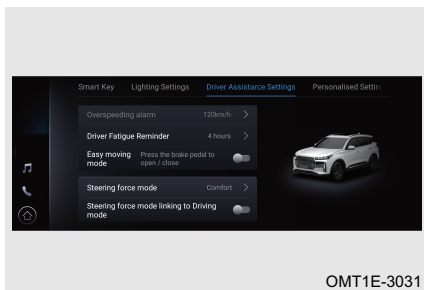 Smart Key Lighting Settings Driver Assistarce Settings Personalised Settin
Overspeeding alarm 120km/h
Driver Fatigue Reminder 4 hours
Easy moving mode Press the brake pedal to open / close
Steering force mode Comfort
Steering force mode linking to Driving
mode
OMT1E-3031